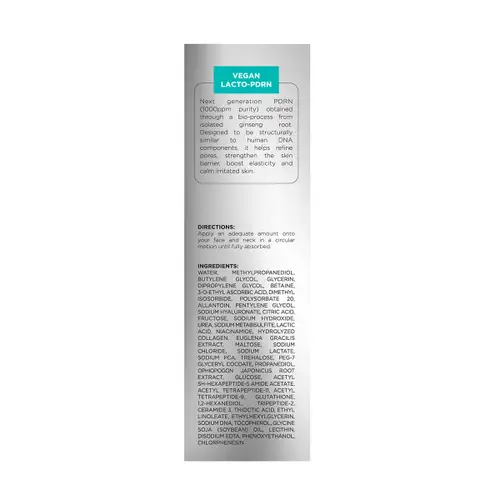 VEGAN
LACTO-PDRN
Next generation PDRN
(1000ppm purity) obtained
through a bio-process from
isolated ginseng root.
Designed to be structurally
similar to human DNA
components, it helps refine
pores, strengthen the skin
barrier, boost elasticity and
calm irritated skin.
DIRECTIONS:
Apply an adequate amount onto
your face and neck in a circular
motion until fully absorbed.
INGREDIENTS:
WATER, METHYLPROPANEDIOL,
BUTYLENE GLYCOL, GLYCERIN,
DIPROPYLENE GLYCOL, BETAINE,
3-O-ETHYL ASCORBIC ACID, DIMETHYL
ISOSORBIDE, POLYSORBATE 20,
ALLANTOIN, PENTYLENE GLYCOL,
SODIUM HYALURONATE, CITRIC ACID,
FRUCTOSE, SODIUM HYDROXIDE,
UREA, SODIUM METABISULFITE, LACTIC
ACID, NIACINAMIDE, HYDROLYZED
COLLAGEN, EUGLENA GRACILIS
EXTRACT, MALTOSE, SODIUM
CHLORIDE, SODIUM LACTATE,
SODIUM PCA, TREHALOSE, PEG-7
GLYCERYL COCOATE, PROPANEDIOL,
OPHIOPOGON JAPONICUS ROOT
EXTRACT, GLUCOSE, ACETYL
SH-HEXAPEPTIDE-5 AMIDE ACETATE,
ACETYL TETRAPEPTIDE-11, ACETYL
TETRAPEPTIDE-9, GLUTATHIONE,
1,2-HEXANEDIOL, TRIPEPTIDE-2,
CERAMIDE 3, THIOCTIC ACID, ETHYL
LINOLEATE, ETHYLHEXYLGLYCERIN,
SODIUM DNA, TOCOPHEROL, GLYCINE
SOJA (SOYBEAN) OIL, LECITHIN,
DISODIUM EDTA, PHENOXYETHANOL,
CHLORPHENESIN